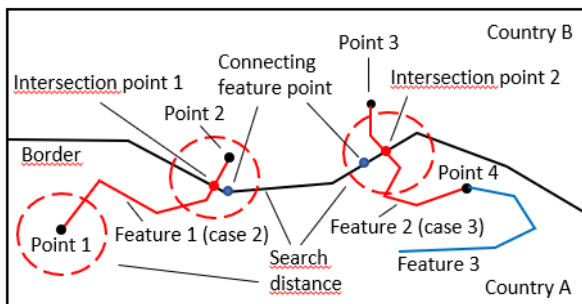 Point 3
Country B
Connecting
feature point
Intersection point 1
Intersection point 2
Point 2
Border
Point 4
Point 1
Feature 1 (case 2)
Search
distance
Feature 2 (case 3)
Feature 3
Country A